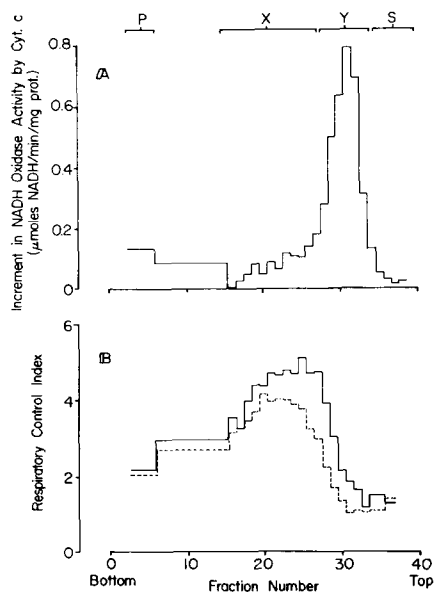 P X Y S
A
Increment in NADH Oxidase Activity by Cyt. c
(μmoles NADH/min/mg prot.)
0.8
0.6
0.4
0.2
0
B
Respiratory Control Index
6
4
2
0
0 10 20 30 40
Bottom Fraction Number Top